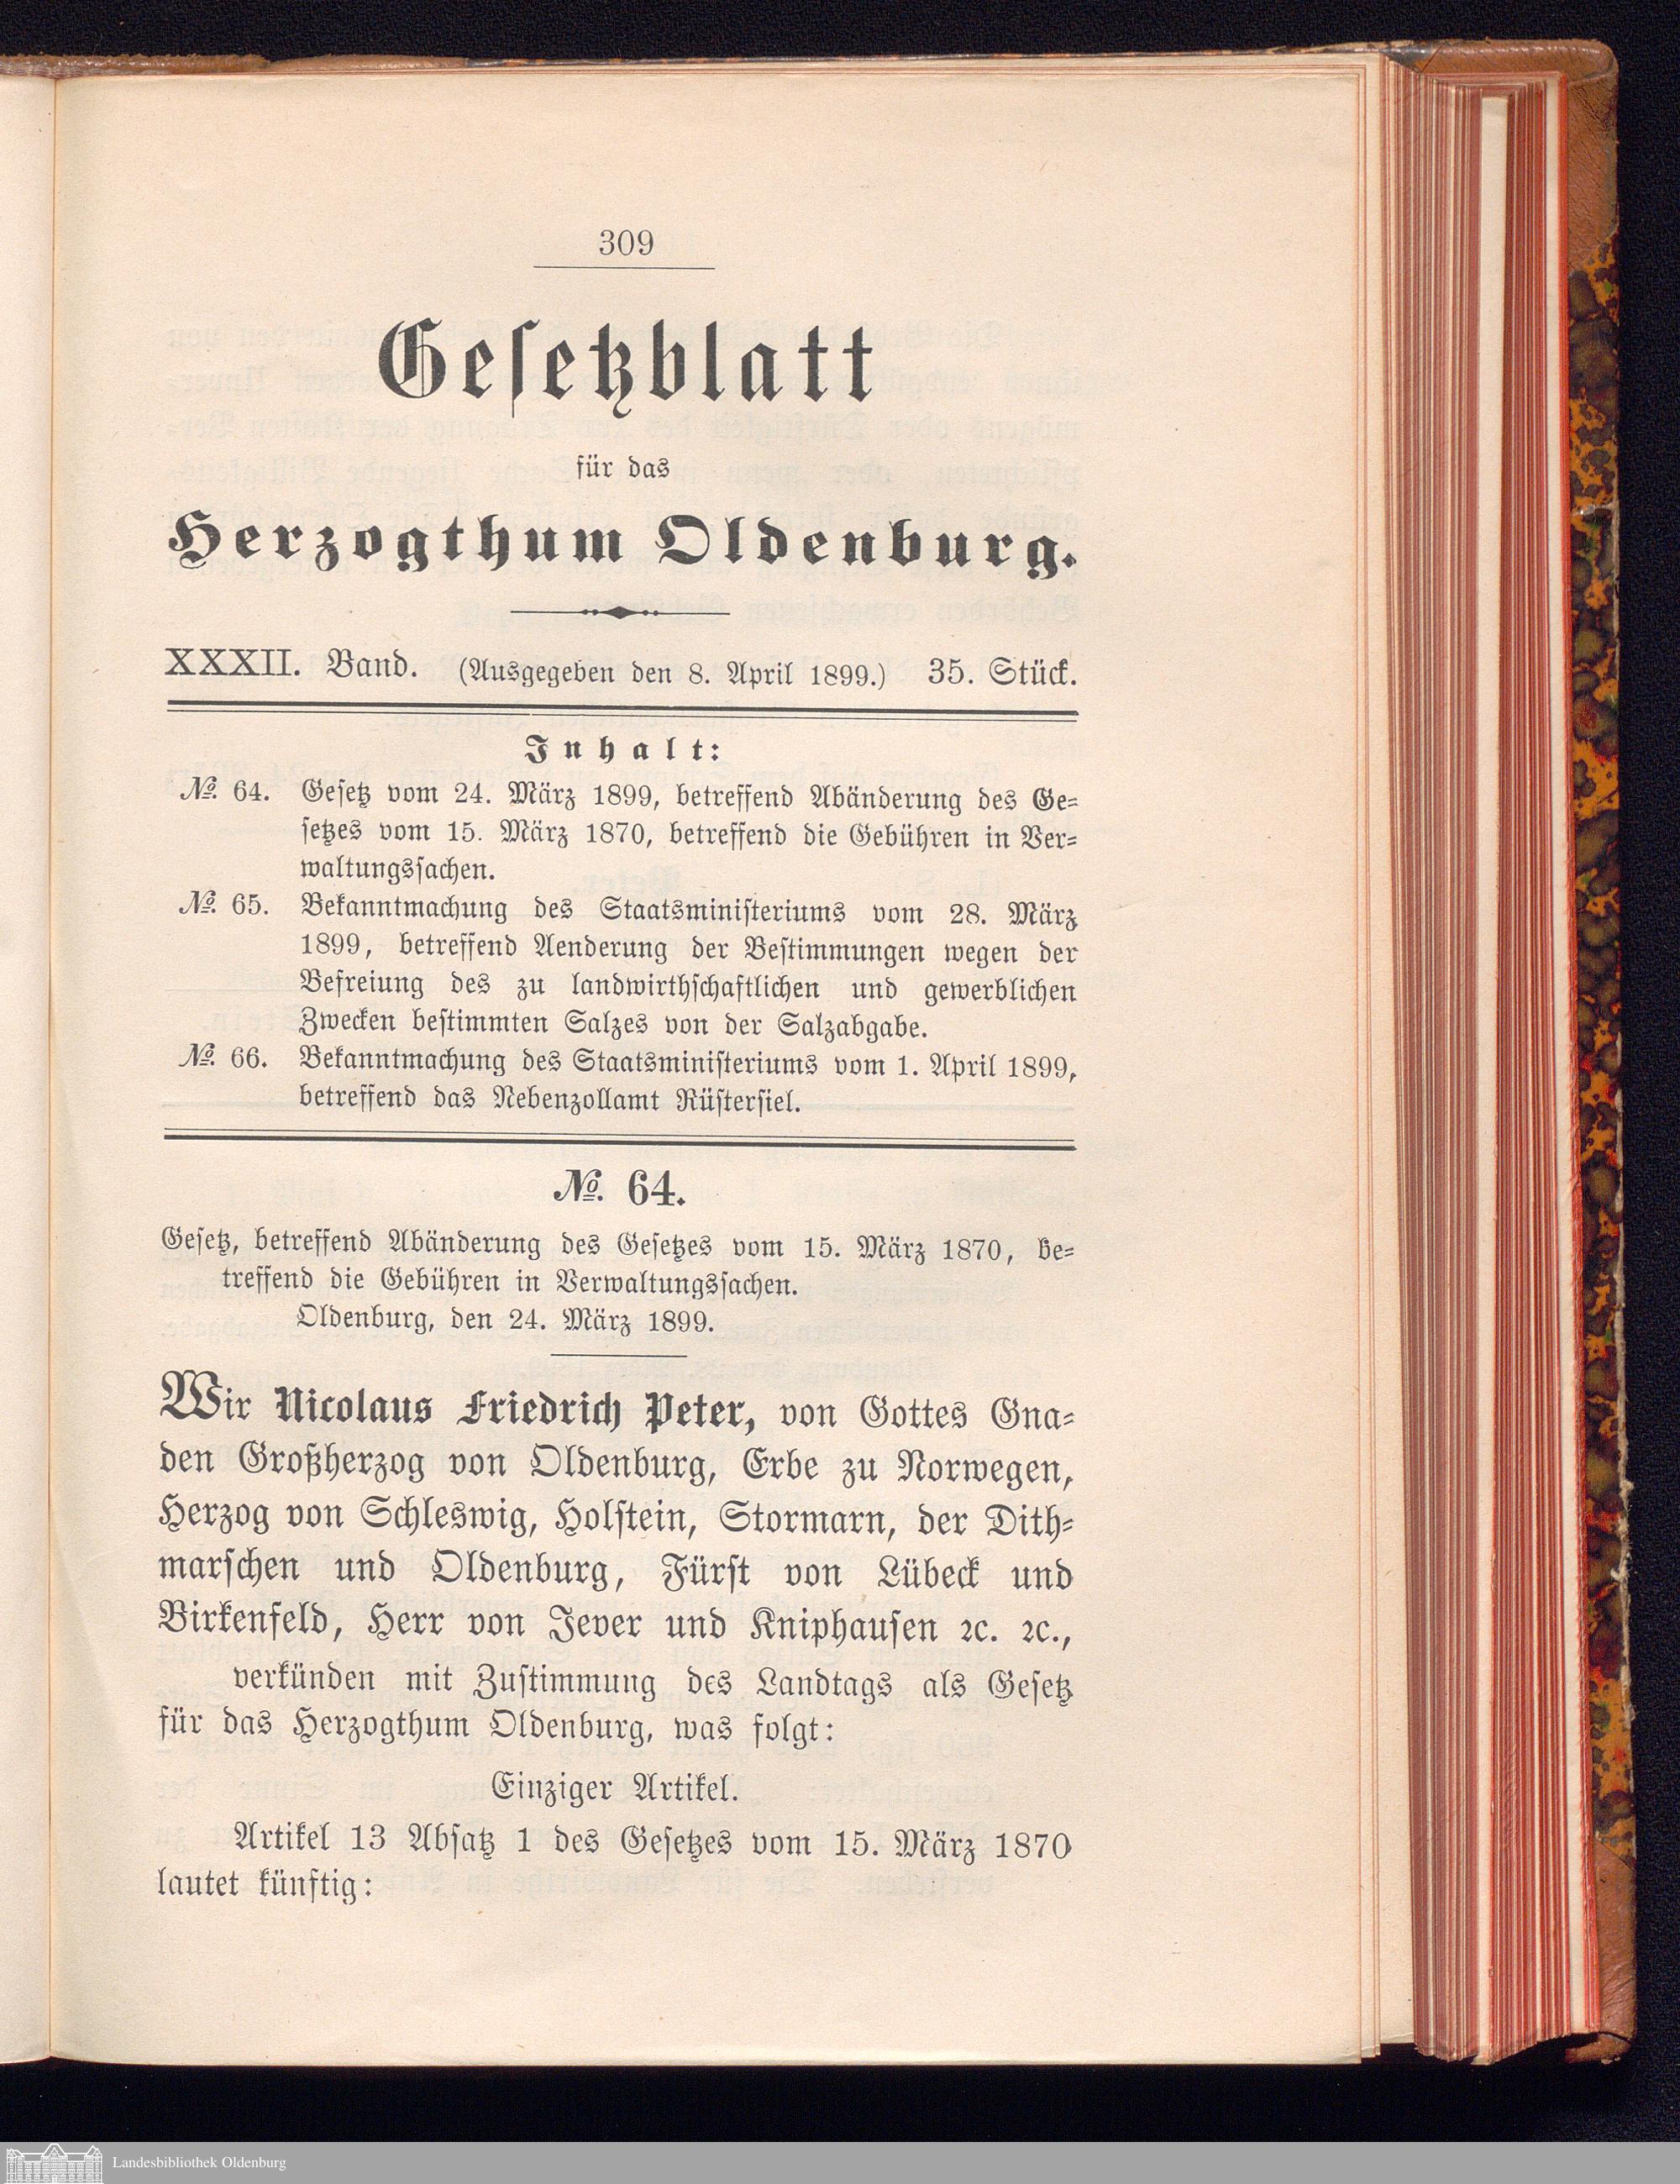 309
Gesetzblatt
für das
Herzogthum Oldenburg.
XXXII. Band. (Ausgegeben den 8. April 1899.) 35. Stück.
Inhalt:
№. 64. Gesetz vom 24. März 1899, betreffend Abänderung des Ge-
setzes vom 15. März 1870, betreffend die Gebühren in Ver-
waltungssachen.
№. 65. Bekanntmachung des Staatsministeriums vom 28. März
1899, betreffend Aenderung der Bestimmungen wegen der
Befreiung des zu landwirthschaftlichen und gewerblichen
Zwecken bestimmten Salzes von der Salzabgabe.
№. 66. Bekanntmachung des Staatsministeriums vom 1. April 1899,
betreffend das Nebenzollamt Rüstersiel.
№. 64.
Gesetz, betreffend Abänderung des Gesetzes vom 15. März 1870, be-
treffend die Gebühren in Verwaltungssachen.
Oldenburg, den 24. März 1899.
Wir Nicolaus Friedrich Peter, von Gottes Gna-
den Großherzog von Oldenburg, Erbe zu Norwegen,
Herzog von Schleswig, Holstein, Stormarn, der Dith-
marschen und Oldenburg, Fürst von Lübeck und
Birkenfeld, Herr von Jever und Kniphausen ꝛc. ꝛc.,
verkünden mit Zustimmung des Landtags als Gesetz
für das Herzogthum Oldenburg, was folgt:
Einziger Artikel.
Artikel 13 Absatz 1 des Gesetzes vom 15. März 1870
lautet künftig:
Landesbibliothek Oldenburg